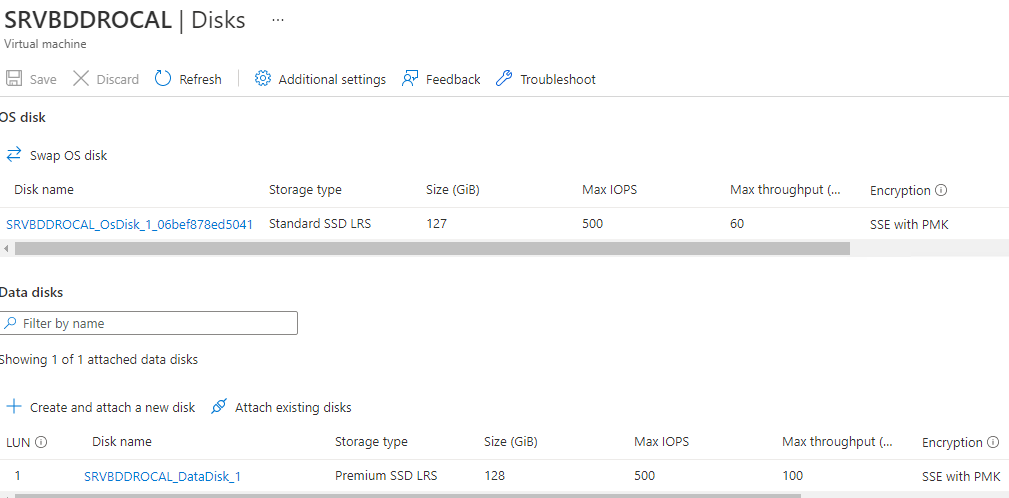 SRVBDDROCAL | Disks ...
Virtual machine
Save Discard Refresh Additional settings Feedback Troubleshoot
OS disk
Swap OS disk
Disk name Storage type Size (GiB) Max IOPS Max throughput (... Encryption
SRVBDDROCAL_OsDisk_1_06bef878ed5041 Standard SSD LRS 127 500 60 SSE with PMK
Data disks
Filter by name
Showing 1 of 1 attached data disks
Create and attach a new disk Attach existing disks
LUN Disk name Storage type Size (GiB) Max IOPS Max throughput (... Encryption
1 SRVBDDROCAL_DataDisk_1 Premium SSD LRS 128 500 100 SSE with PMK